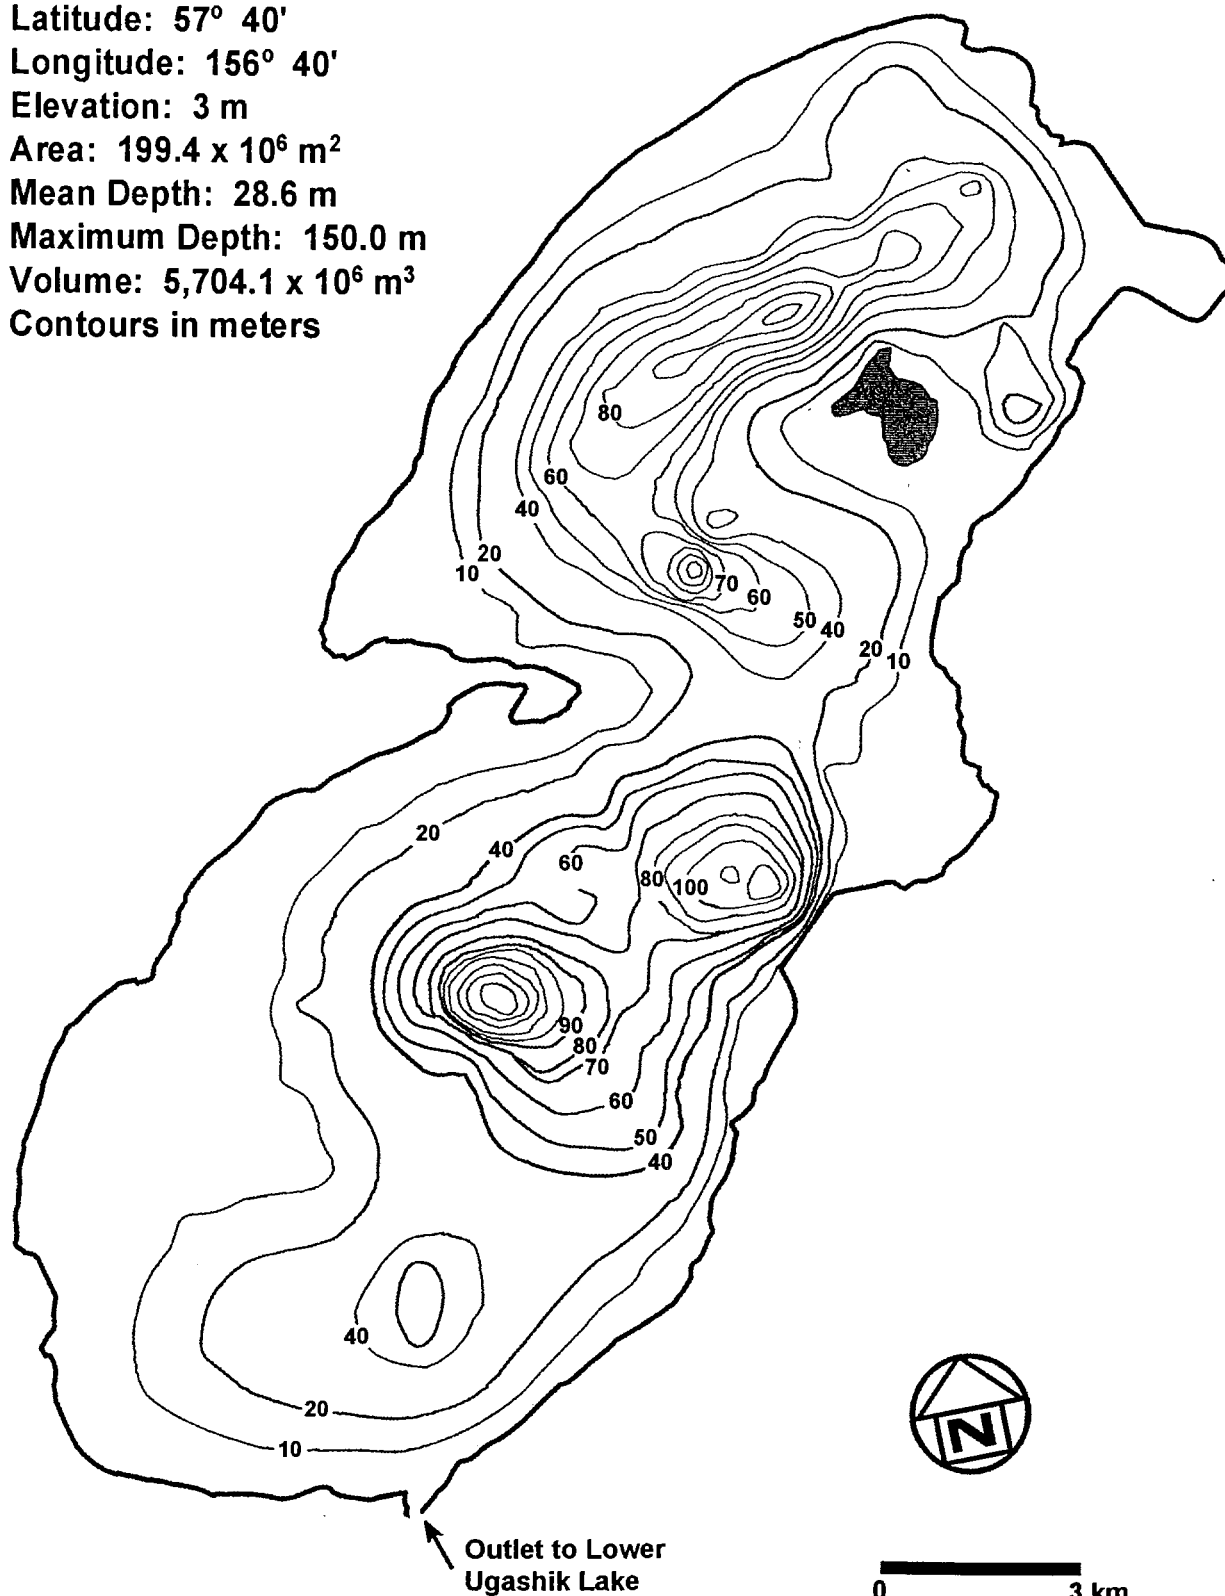 Latitude: 57º 40'
Longitude: 156º 40'
Elevation: 3 m
Area: 199.4 x 10⁶ m²
Mean Depth: 28.6 m
Maximum Depth: 150.0 m
Volume: 5,704.1 x 10⁶ m³
Contours in meters
80
60
40
20
10
70
60
50
40
20
10
20
40
60
80
100
90
80
70
60
50
40
40
20
10
N
Outlet to Lower
Ugashik Lake
0 3 km